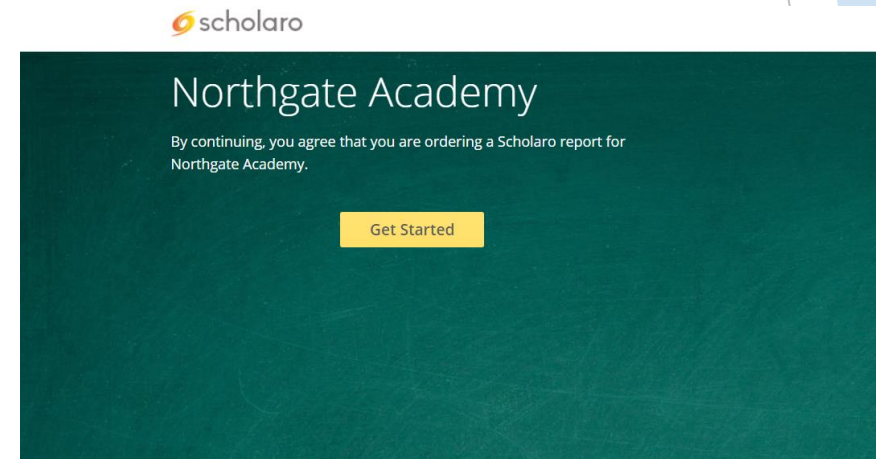 scholaro
Northgate Academy
By continuing, you agree that you are ordering a Scholaro report for
Northgate Academy.
Get Started